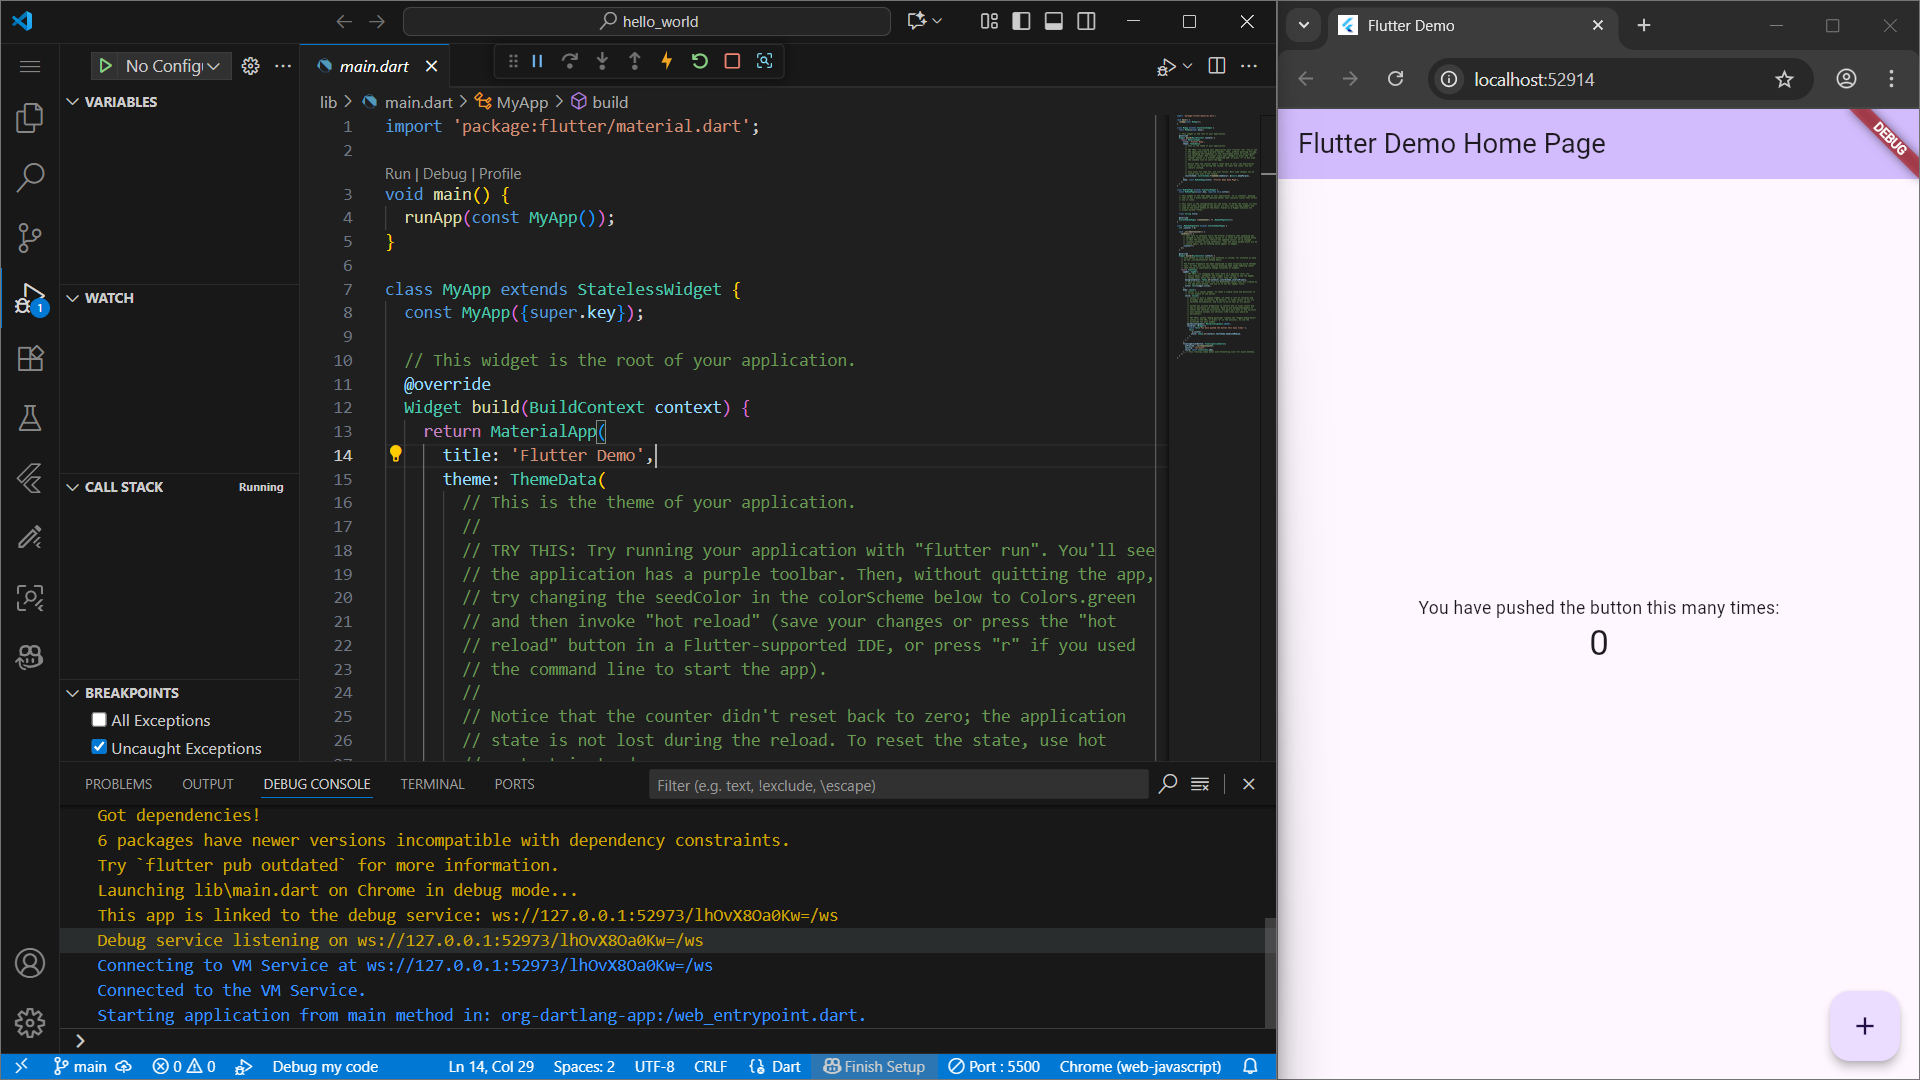 hello_world
No Config
main.dart
VARIABLES
lib
main.dart
MyApp
build
1 import 'package:flutter/material.dart';
2
Run | Debug | Profile
3 void main() {
4 runApp(const MyApp());
5 }
6
7 class MyApp extends StatelessWidget {
8 const MyApp({super.key});
9
10 // This widget is the root of your application.
11 @override
12 Widget build(BuildContext context) {
13 return MaterialApp(
14 title: 'Flutter Demo',
15 theme: ThemeData(
16 // This is the theme of your application.
17 //
18 // TRY THIS: Try running your application with "flutter run". You'll see
19 // the application has a purple toolbar. Then, without quitting the app,
20 // try changing the seedColor in the colorScheme below to Colors.green
21 // and then invoke "hot reload" (save your changes or press the "hot
22 // reload" button in a Flutter-supported IDE, or press "r" if you used
23 // the command line to start the app).
24 //
25 // Notice that the counter didn't reset back to zero; the application
26 // state is not lost during the reload. To reset the state, use hot
WATCH
CALL STACK
Running
BREAKPOINTS
All Exceptions
Uncaught Exceptions
1
PROBLEMS
OUTPUT
DEBUG CONSOLE
TERMINAL
PORTS
Filter (e.g. text, !exclude, \escape)
Got dependencies!
6 packages have newer versions incompatible with dependency constraints.
Try `flutter pub outdated` for more information.
Launching lib\main.dart on Chrome in debug mode...
This app is linked to the debug service: ws://127.0.0.1:52973/lhOvX8Oa0Kw=/ws
Debug service listening on ws://127.0.0.1:52973/lhOvX8Oa0Kw=/ws
Connecting to VM Service at ws://127.0.0.1:52973/lhOvX8Oa0Kw=/ws
Connected to the VM Service.
Starting application from main method in: org-dartlang-app:/web_entrypoint.dart.
main
0
0
Debug my code
Ln 14, Col 29
Spaces: 2
UTF-8
CRLF
Dart
Finish Setup
Port : 5500
Chrome (web-javascript)
Flutter Demo
localhost:52914
Flutter Demo Home Page
DEBUG
You have pushed the button this many times:
0